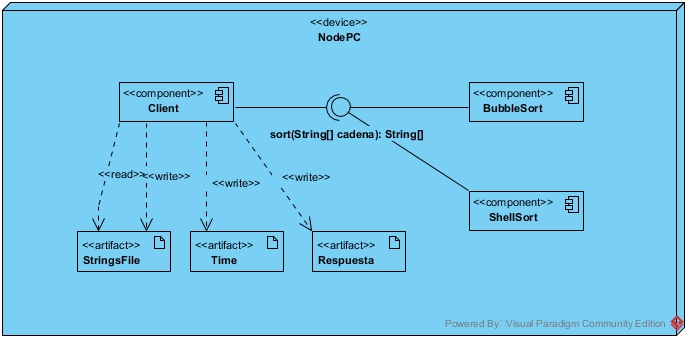 <<device>>
NodePC
<<component>>
Client
<<component>>
BubbleSort
sort(String[] cadena): String[]
<<read>>
<<write>>
<<write>>
<<write>>
<<component>>
ShellSort
<<artifact>>
StringsFile
<<artifact>>
Time
<<artifact>>
Respuesta
Powered By Visual Paradigm Community Edition